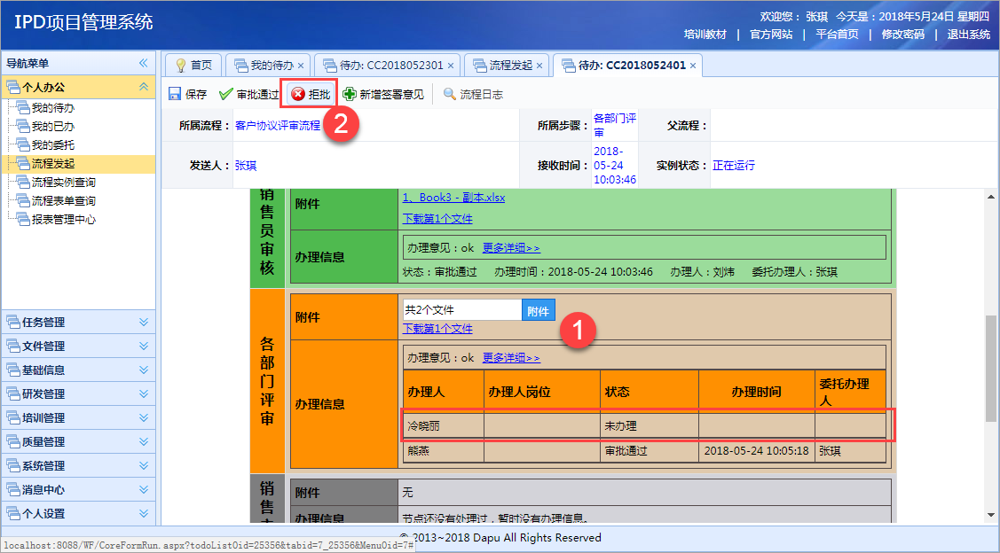 IPD项目管理系统
欢迎您： 张琪 今天是：2018年5月24日 星期四
培训教材 | 官方网站 | 平台首页 | 修改密码 | 退出系统
导航菜单
个人办公
我的待办
我的已办
我的委托
流程发起
流程实例查询
流程表单查询
报表管理中心
任务管理
文件管理
基础信息
研发管理
培训管理
质量管理
系统管理
消息中心
个人设置
首页 我的待办 × 待办: CC2018052301 × 流程发起 × 待办: CC2018052401 ×
保存 审批通过 拒批 新增签署意见 流程日志
2
所属流程： 客户协议评审流程 所属步骤： 各部门评审 父流程：
发送人： 张琪 接收时间： 2018-05-24 10:03:46 实例状态： 正在运行
销售员审核
附件
1、Book3 - 副本.xlsx
下载第1个文件
办理信息
办理意见：ok 更多详细>>
状态：审批通过 办理时间：2018-05-24 10:03:46 办理人：刘炜 委托办理人：张琪
各部门评审
附件
共2个文件 附件
下载第1个文件
1
办理信息
办理意见：ok 更多详细>>
办理人 办理人岗位 状态 办理时间 委托办理人
冷晓丽 未办理
熊燕 审批通过 2018-05-24 10:05:18 张琪
销售
附件 无
办理信息 节点还没有处理过，暂时没有办理信息。
© 2013~2018 Dapu All Rights Reserved
localhost:8088/WF/CoreFormRun.aspx?todoListOid=25356&tabid=7_25356&MenuOid=7#